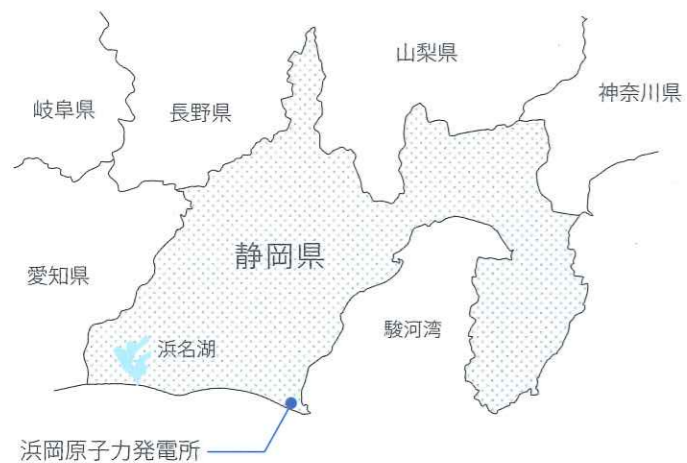 山梨県
神奈川県
岐阜県
長野県
静岡県
愛知県
駿河湾
浜名湖
浜岡原子力発電所